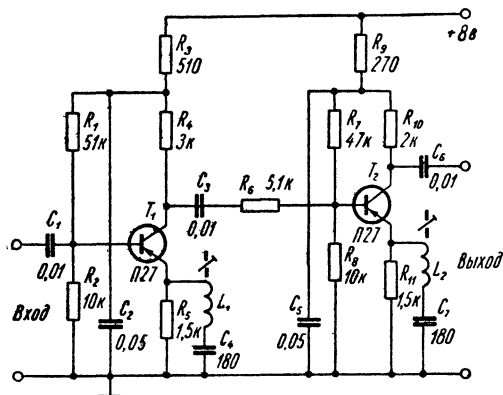 +8в
R₃
510
R₉
270
R₁
51к
R₄
3к
R₇
47к
R₁₀
2к
C₆
0,01
C₃
0,01
R₆ 5,1к
T₁
П27
T₂
П27
C₁
0,01
R₂
10к
C₂
0,05
R₅
1,5к
L₁
C₄
180
R₈
10к
C₅
0,05
R₁₁
1,5к
L₂
C₇
180
Вход
Выход